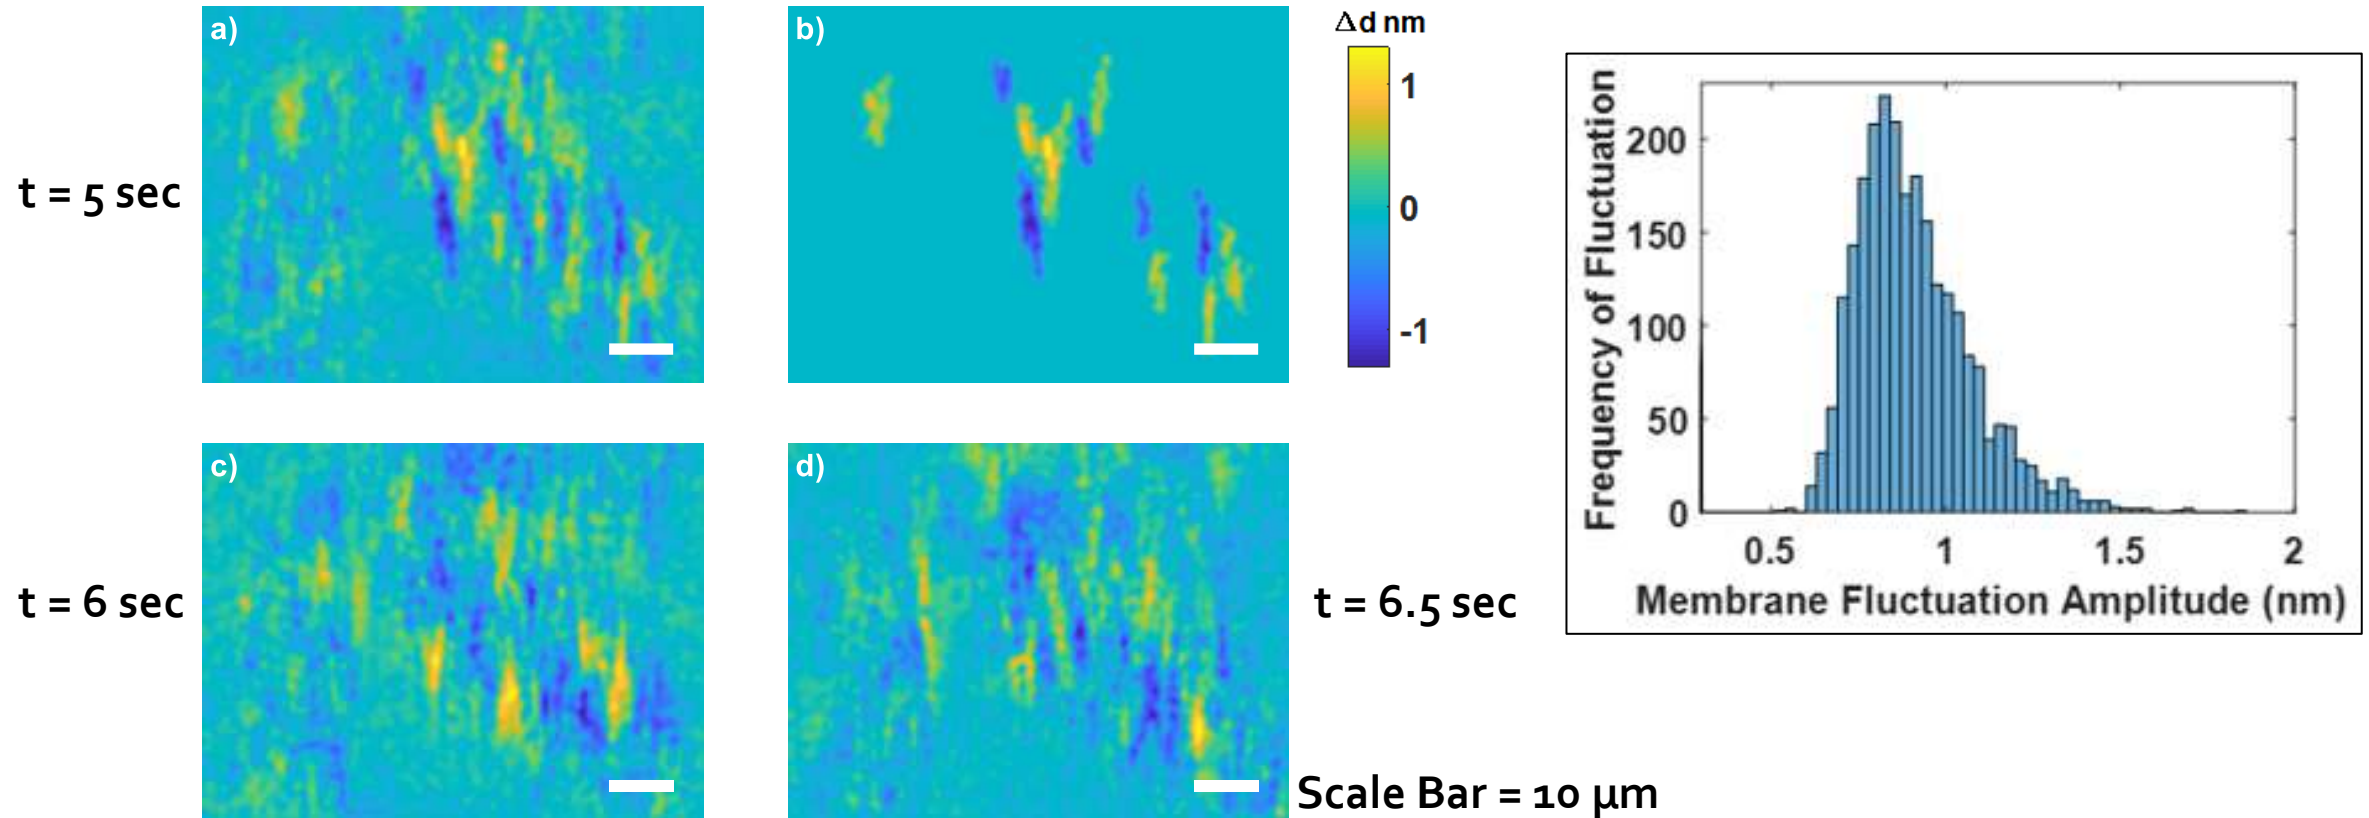 a)
b)
Δd nm
1
0
-1
t = 5 sec
c)
d)
t = 6 sec
t = 6.5 sec
Scale Bar = 10 µm
Frequency of Fluctuation
200
150
100
50
0
0.5 1 1.5 2
Membrane Fluctuation Amplitude (nm)